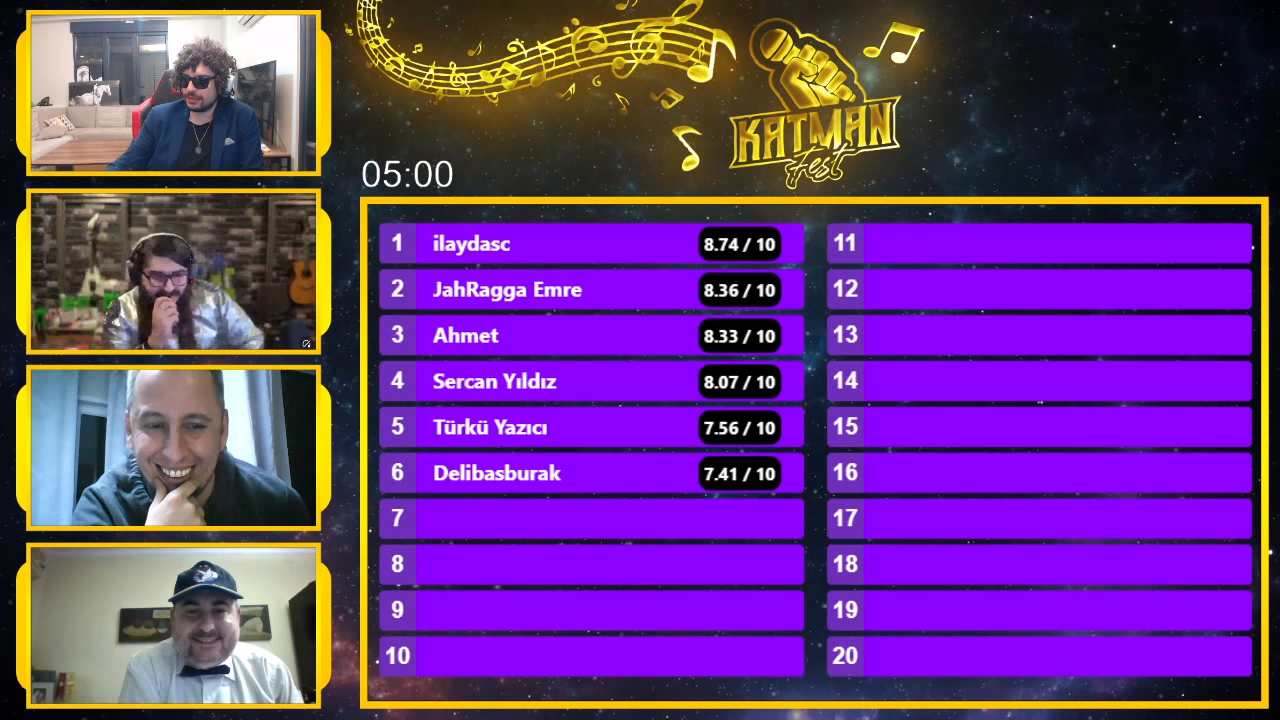 KATMAN
Fest
05:00
1 ilaydasc 8.74 / 10
2 JahRagga Emre 8.36 / 10
3 Ahmet 8.33 / 10
4 Sercan Yıldız 8.07 / 10
5 Türkü Yazıcı 7.56 / 10
6 Delibasburak 7.41 / 10
7
8
9
10
11
12
13
14
15
16
17
18
19
20